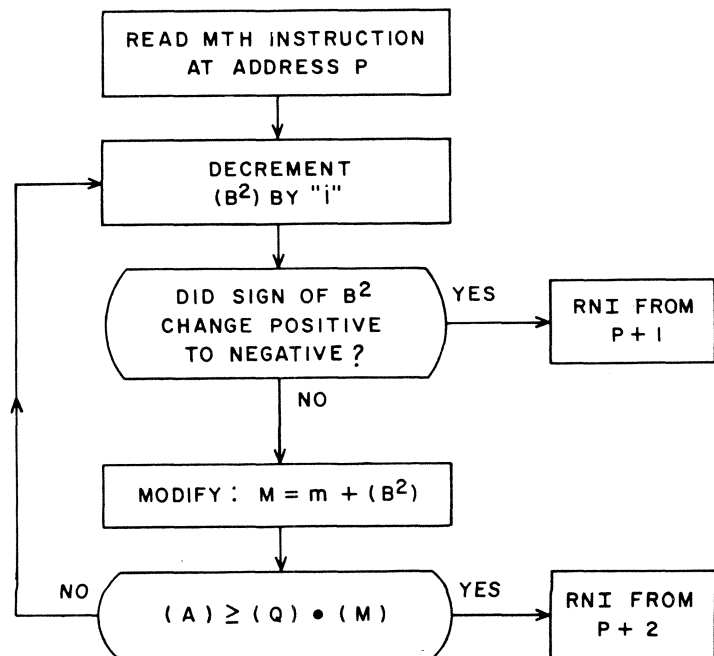 READ MTH INSTRUCTION
AT ADDRESS P
DECREMENT
(B²) BY "i"
DID SIGN OF B²
CHANGE POSITIVE
TO NEGATIVE?
YES
RNI FROM
P + 1
NO
MODIFY: M = m + (B²)
NO
(A) ≥ (Q) • (M)
YES
RNI FROM
P + 2